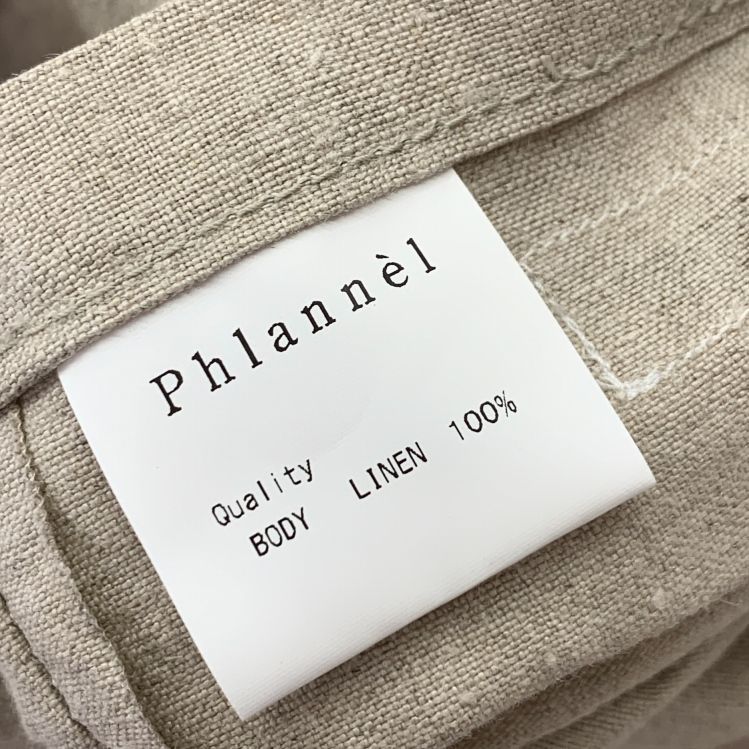 Phlannèl
Quality
BODY LINEN 100%